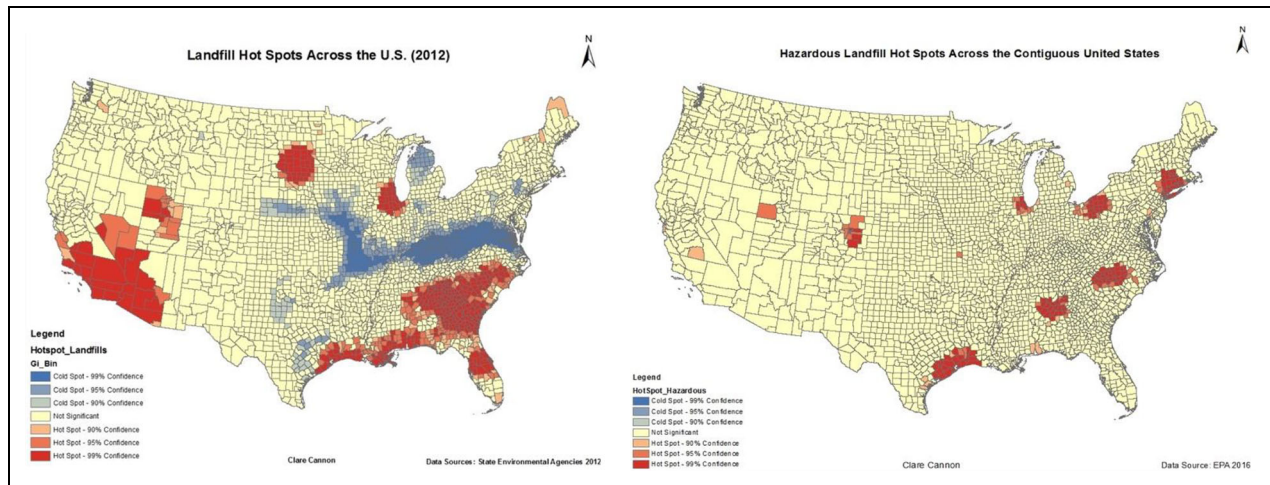 N
Landfill Hot Spots Across the U.S. (2012)
Legend
Hotspot_Landfills
Gi_Bin
Cold Spot - 99% Confidence
Cold Spot - 95% Confidence
Cold Spot - 90% Confidence
Not Significant
Hot Spot - 90% Confidence
Hot Spot - 95% Confidence
Hot Spot - 99% Confidence
Clare Cannon
Data Sources: State Environmental Agencies 2012
N
Hazardous Landfill Hot Spots Across the Contiguous United States
Legend
HotSpot_Hazardous
Cold Spot - 99% Confidence
Cold Spot - 95% Confidence
Cold Spot - 90% Confidence
Not Significant
Hot Spot - 90% Confidence
Hot Spot - 95% Confidence
Hot Spot - 99% Confidence
Clare Cannon
Data Source: EPA 2016